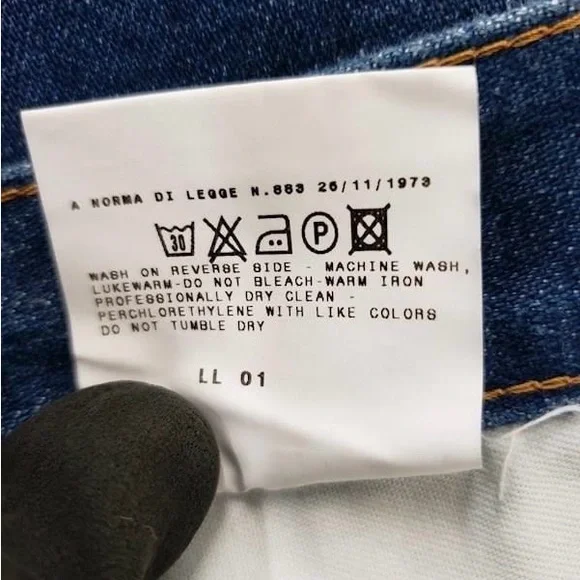 A NORMA DI LEGGE N.883 26/11/1973
30 P
WASH ON REVERSE SIDE - MACHINE WASH,
LUKEWARM-DO NOT BLEACH-WARM IRON
PROFESSIONALLY DRY CLEAN -
PERCHLORETHYLENE WITH LIKE COLORS
DO NOT TUMBLE DRY
LL 01